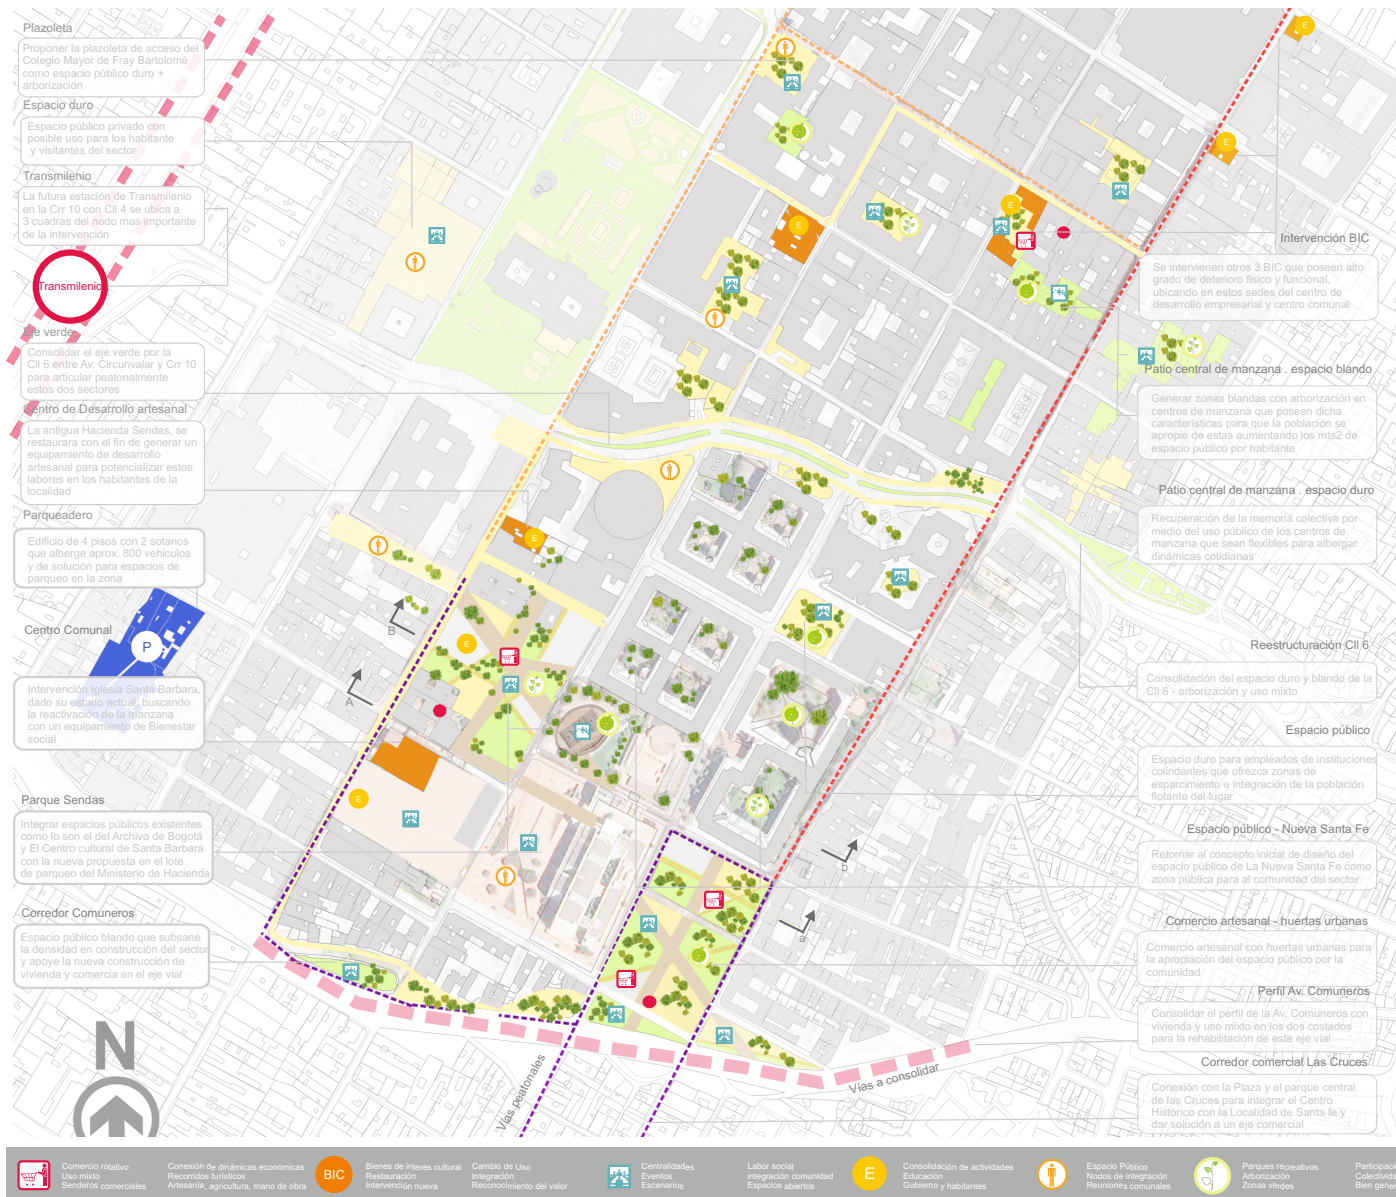 Plazoleta
Proponer la plazoleta de acceso del
Colegio Mayor de Fray Bartolomé
como espacio público duro +
arborización
Espacio duro
Espacio público privado con
posible uso para los habitante
y visitantes del sector
Transmilenio
La futura estación de Transmilenio
en la Crr 10 con Cll 4 se ubica a
3 cuadras del nodo mas importante
de la intervención
Transmilenio
Eje verde
Consolidar el eje verde por la
Cll 6 entre Av. Circunvalar y Crr 10
para articular peatonalmente
estos dos sectores
Centro de Desarrollo artesanal
La antigua Hacienda Sendas, se
restaurara con el fin de generar un
equipamiento de desarrollo
artesanal para potencializar estos
labores en los habitantes de la
localidad
Parqueadero
Edificio de 4 pisos con 2 sotanos
que alberge aprox. 800 vehiculos
y de solución para espacios de
parqueo en la zona
Centro Comunal
P
Intervención Iglesia Santa Barbara,
dado su estado actual, buscando
la reactivación de la manzana
con un equipamiento de Bienestar
social
Parque Sendas
Integrar espacios públicos existentes
como lo son el del Archivo de Bogotá
y El Centro cultural de Santa Barbara
con la nueva propuesta en el lote
de parqueo del Ministerio de Hacienda
Corredor Comuneros
Espacio público blando que subsane
la densidad en construcción del sector
y apoye la nueva construcción de
vivienda y comercia en el eje vial
N
E
E
E
E
E
E
E
B
A
b
a
Vías peatonales
Vías a consolidar
Intervención BIC
Se intervienen otros 3 BIC que poseen alto
grado de deterioro fisico y funcional,
ubicando en estos sedes del centro de
desarrollo empresarial y centro comunal
Patio central de manzana . espacio blando
Generar zonas blandas con arborización en
centros de manzana que poseen dicha
características para que la población se
apropie de estas aumentando los mts2 de
espacio público por habitante
Patio central de manzana . espacio duro
Recuperación de la memoria colectiva por
medio del uso público de los centros de
manzana que sean flexibles para albergar
dinámicas cotidianas
Reestructuración Cll 6
Consolidación del espacio duro y blando de la
Cll 6 - arborización y uso mixto
Espacio público
Espacio duro para empleados de instituciones
colindantes que ofrezca zonas de
esparcimiento e integración de la población
flotante del lugar
Espacio público - Nueva Santa Fe
Retornar al concepto inicial de diseño del
espacio público de La Nueva Santa Fe como
zona pública para al comunidad del sector
Comercio artesanal - huertas urbanas
Comercio artesanal con huertas urbanas para
la apropiación del espacio público por la
comunidad
Perfil Av. Comuneros
Consolidar el perfil de la Av. Comuneros con
vivienda y uso mixto en los dos costados
para la rehabilitación de este eje vial
Corredor comercial Las Cruces
Conexión con la Plaza y el parque central
de las Cruces para integrar el Centro
Histórico con la Localidad de Santa fe y
dar solución a un eje comercial
Comercio rotativo
Uso mixto
Senderos comerciales
Conexión de dinámicas económicas
Recorridos turísticos
Artesania, agricultura, mano de obra
BIC
Bienes de interes cultural
Restauración
Intervención nueva
Cambio de Uso
Integración
Reconocimiento del valor
Centralidades
Eventos
Escenarios
Labor social
integración comunidad
Espacios abiertos
E
Consolidación de actividades
Educación
Gobierno y habitantes
Espacio Público
Nodos de integración
Reuniones comunales
Parques recreativos
Arborización
Zonas verdes